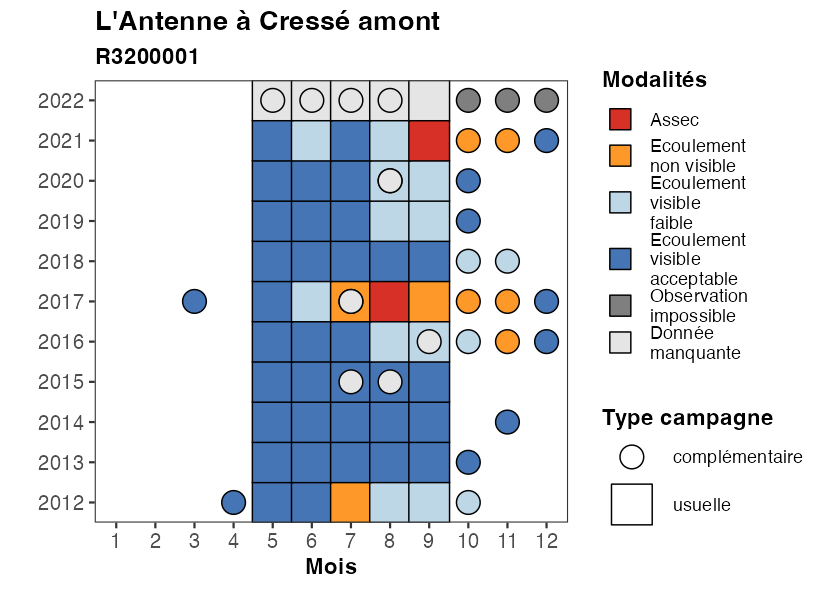 L'Antenne à Cressé amont
R3200001
2022
2021
2020
2019
2018
2017
2016
2015
2014
2013
2012
1 2 3 4 5 6 7 8 9 10 11 12
Mois
Modalités
Assec
Ecoulement
non visible
Ecoulement
visible
faible
Ecoulement
visible
acceptable
Observation
impossible
Donnée
manquante
Type campagne
complémentaire
usuelle